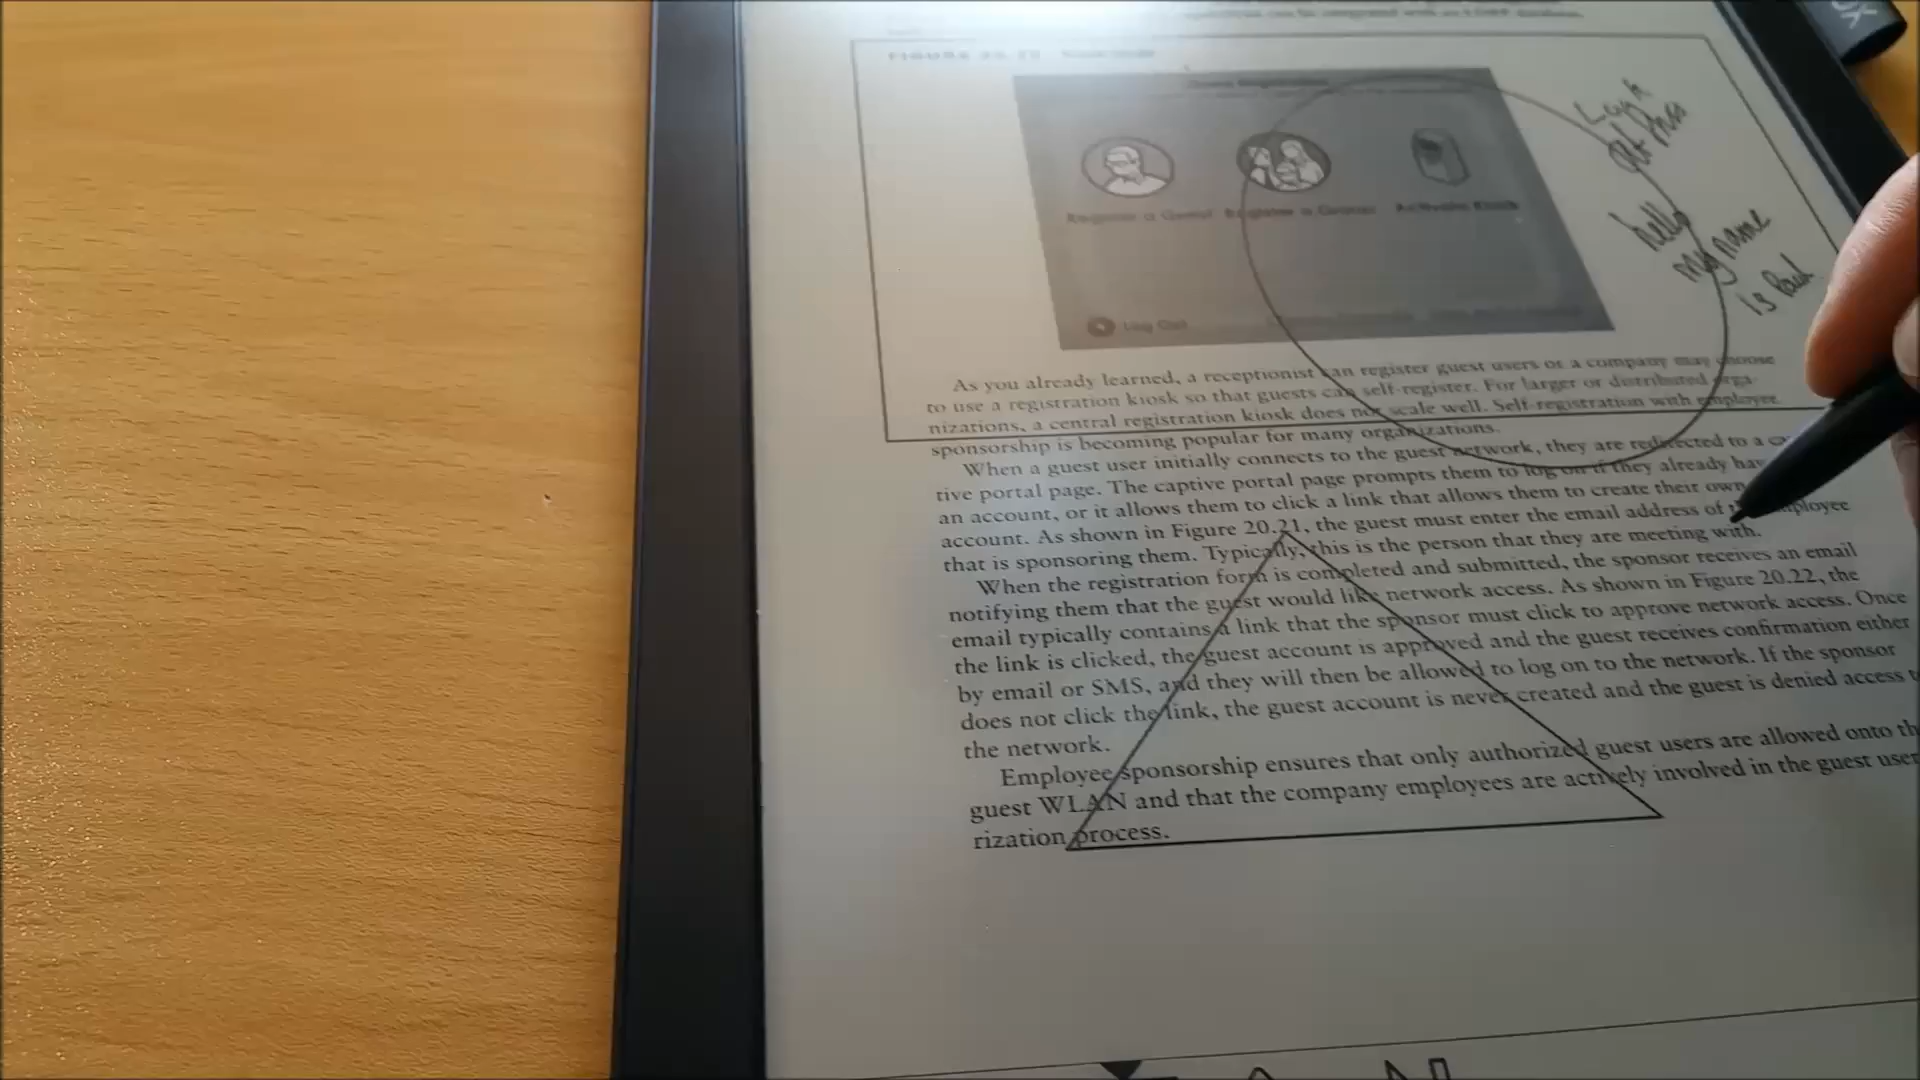 FIGURE 20.20
Register a Guest Register a Group Activate Kiosk
Log Out
Look
at this
hello
my name
is Paul
As you already learned, a receptionist can register guest users or a company may choose
to use a registration kiosk so that guests can self-register. For larger or distributed orga-
nizations, a central registration kiosk does not scale well. Self-registration with employee
sponsorship is becoming popular for many organizations.
When a guest user initially connects to the guest network, they are redirected to a
tive portal page. The captive portal page prompts them to log on if they already hav
an account, or it allows them to click a link that allows them to create their own
account. As shown in Figure 20.21, the guest must enter the email address of employee
that is sponsoring them. Typically, this is the person that they are meeting with.
When the registration form is completed and submitted, the sponsor receives an email
notifying them that the guest would like network access. As shown in Figure 20.22, the
email typically contains a link that the sponsor must click to approve network access. Once
the link is clicked, the guest account is approved and the guest receives confirmation either
by email or SMS, and they will then be allowed to log on to the network. If the sponsor
does not click the link, the guest account is never created and the guest is denied access t
the network.
Employee sponsorship ensures that only authorized guest users are allowed onto th
guest WLAN and that the company employees are actively involved in the guest user
rization process.